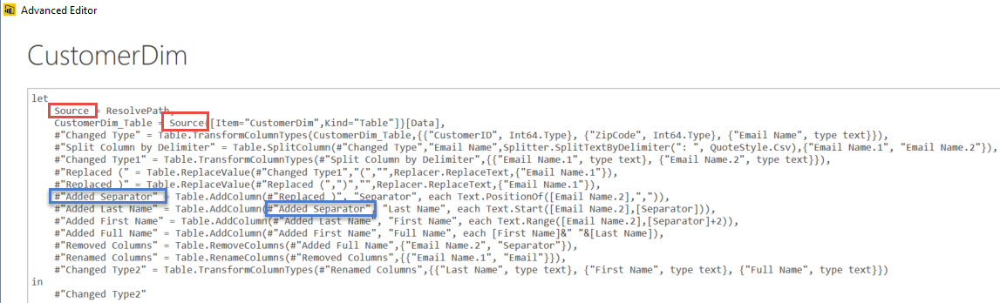 Advanced Editor
CustomerDim
let
Source = ResolvePath,
CustomerDim_Table = Source{[Item="CustomerDim",Kind="Table"]}[Data],
#"Changed Type" = Table.TransformColumnTypes(CustomerDim_Table,{{"CustomerID", Int64.Type}, {"ZipCode", Int64.Type}, {"Email Name", type text}}),
#"Split Column by Delimiter" = Table.SplitColumn(#"Changed Type","Email Name",Splitter.SplitTextByDelimiter(": ", QuoteStyle.Csv),{"Email Name.1", "Email Name.2"}),
#"Changed Type1" = Table.TransformColumnTypes(#"Split Column by Delimiter",{{"Email Name.1", type text}, {"Email Name.2", type text}}),
#"Replaced (" = Table.ReplaceValue(#"Changed Type1","(","",Replacer.ReplaceText,{"Email Name.1"}),
#"Replaced )" = Table.ReplaceValue(#"Replaced (",")","",Replacer.ReplaceText,{"Email Name.1"}),
#"Added Separator" = Table.AddColumn(#"Replaced )", "Separator", each Text.PositionOf([Email Name.2],",")),
#"Added Last Name" = Table.AddColumn(#"Added Separator", "Last Name", each Text.Start([Email Name.2],[Separator])),
#"Added First Name" = Table.AddColumn(#"Added Last Name", "First Name", each Text.Range([Email Name.2],[Separator]+2)),
#"Added Full Name" = Table.AddColumn(#"Added First Name", "Full Name", each [First Name]&" "&[Last Name]),
#"Removed Columns" = Table.RemoveColumns(#"Added Full Name",{"Email Name.2", "Separator"}),
#"Renamed Columns" = Table.RenameColumns(#"Removed Columns",{{"Email Name.1", "Email"}}),
#"Changed Type2" = Table.TransformColumnTypes(#"Renamed Columns",{{"Last Name", type text}, {"First Name", type text}, {"Full Name", type text}})
in
#"Changed Type2"